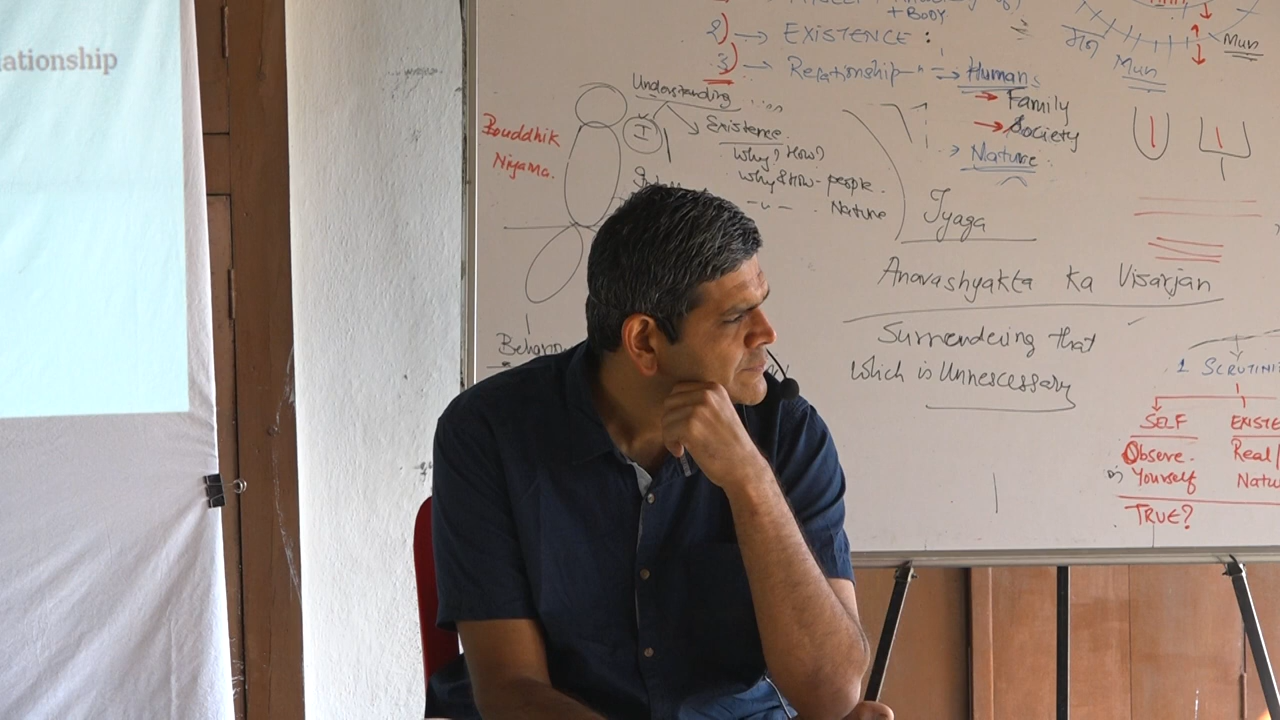 ationship
+ BODY
2) → EXISTENCE :
3) → Relationship → Human
→ Family
→ Society
→ Nature
मन
Mun
Mun
Understanding
I
Existence
Why? How?
Why & How - people.
-"- . Nature
Bouddhik
Niyama.
Behaviou
Tyaga
Anavashyakta ka Visarjan
Surrendering that
Which is Unnescessary
1 SCRUTINI
SELF
Observe.
Yourself
TRUE?
EXISTE
Real/
Natu